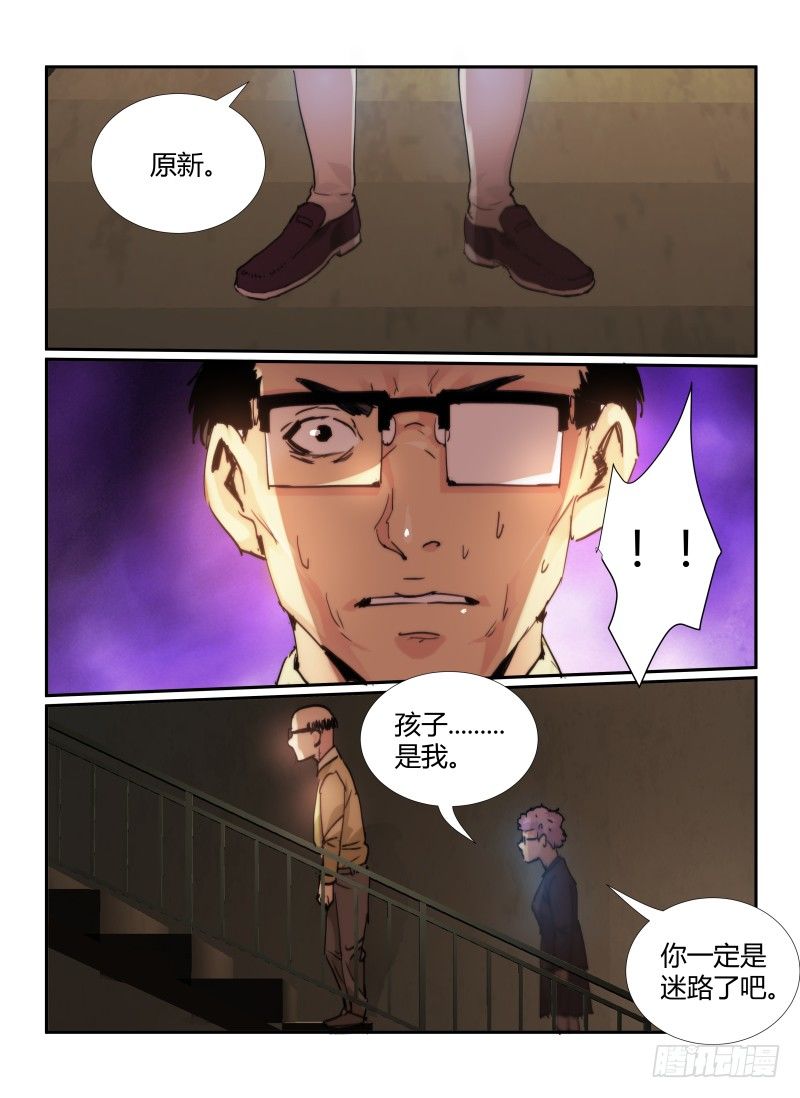 原新。
！！
孩子………
是我。
你一定是
迷路了吧。
腾讯动漫